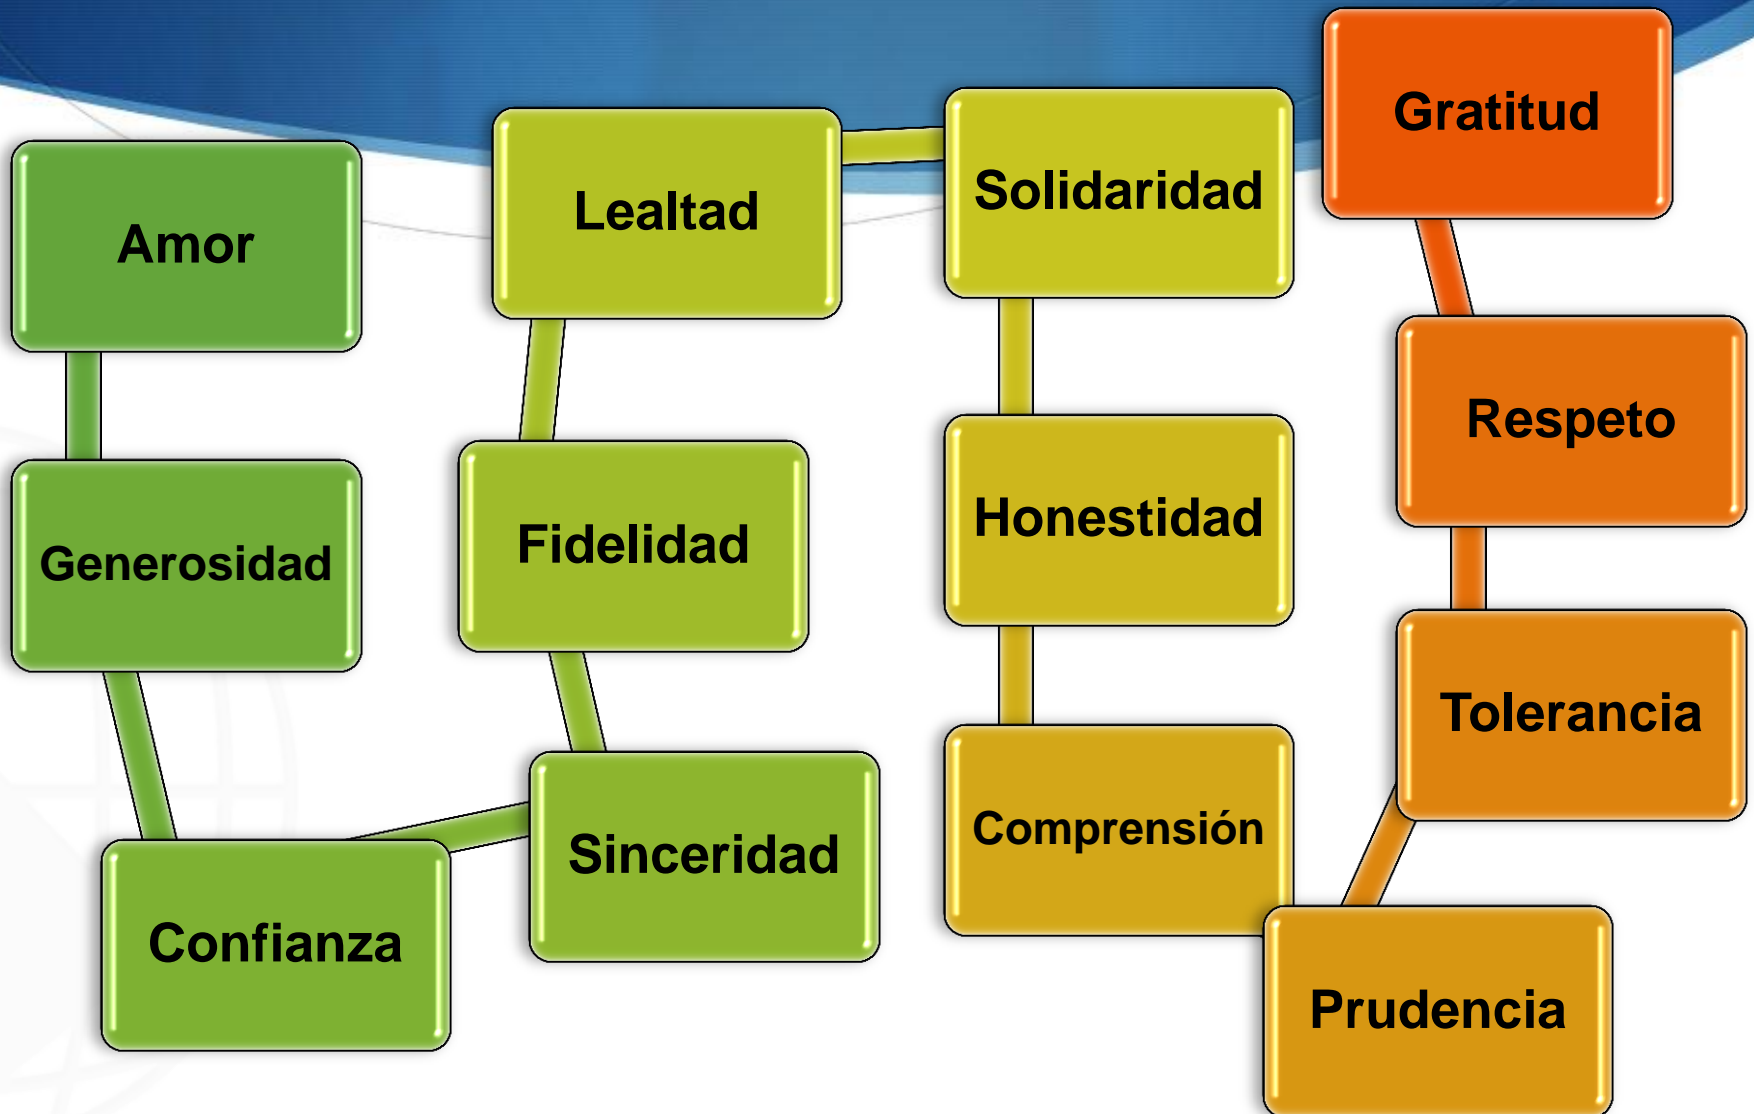 Amor
Generosidad
Confianza
Sinceridad
Fidelidad
Lealtad
Solidaridad
Honestidad
Comprensión
Prudencia
Tolerancia
Respeto
Gratitud